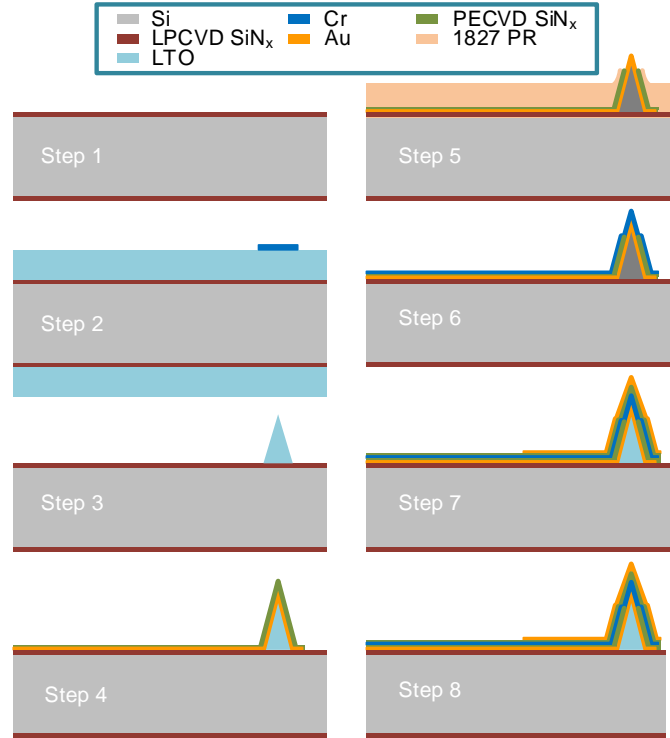 Si Cr PECVD SiNx
LPCVD SiNx Au 1827 PR
LTO
Step 1
Step 5
Step 2
Step 6
Step 3
Step 7
Step 4
Step 8